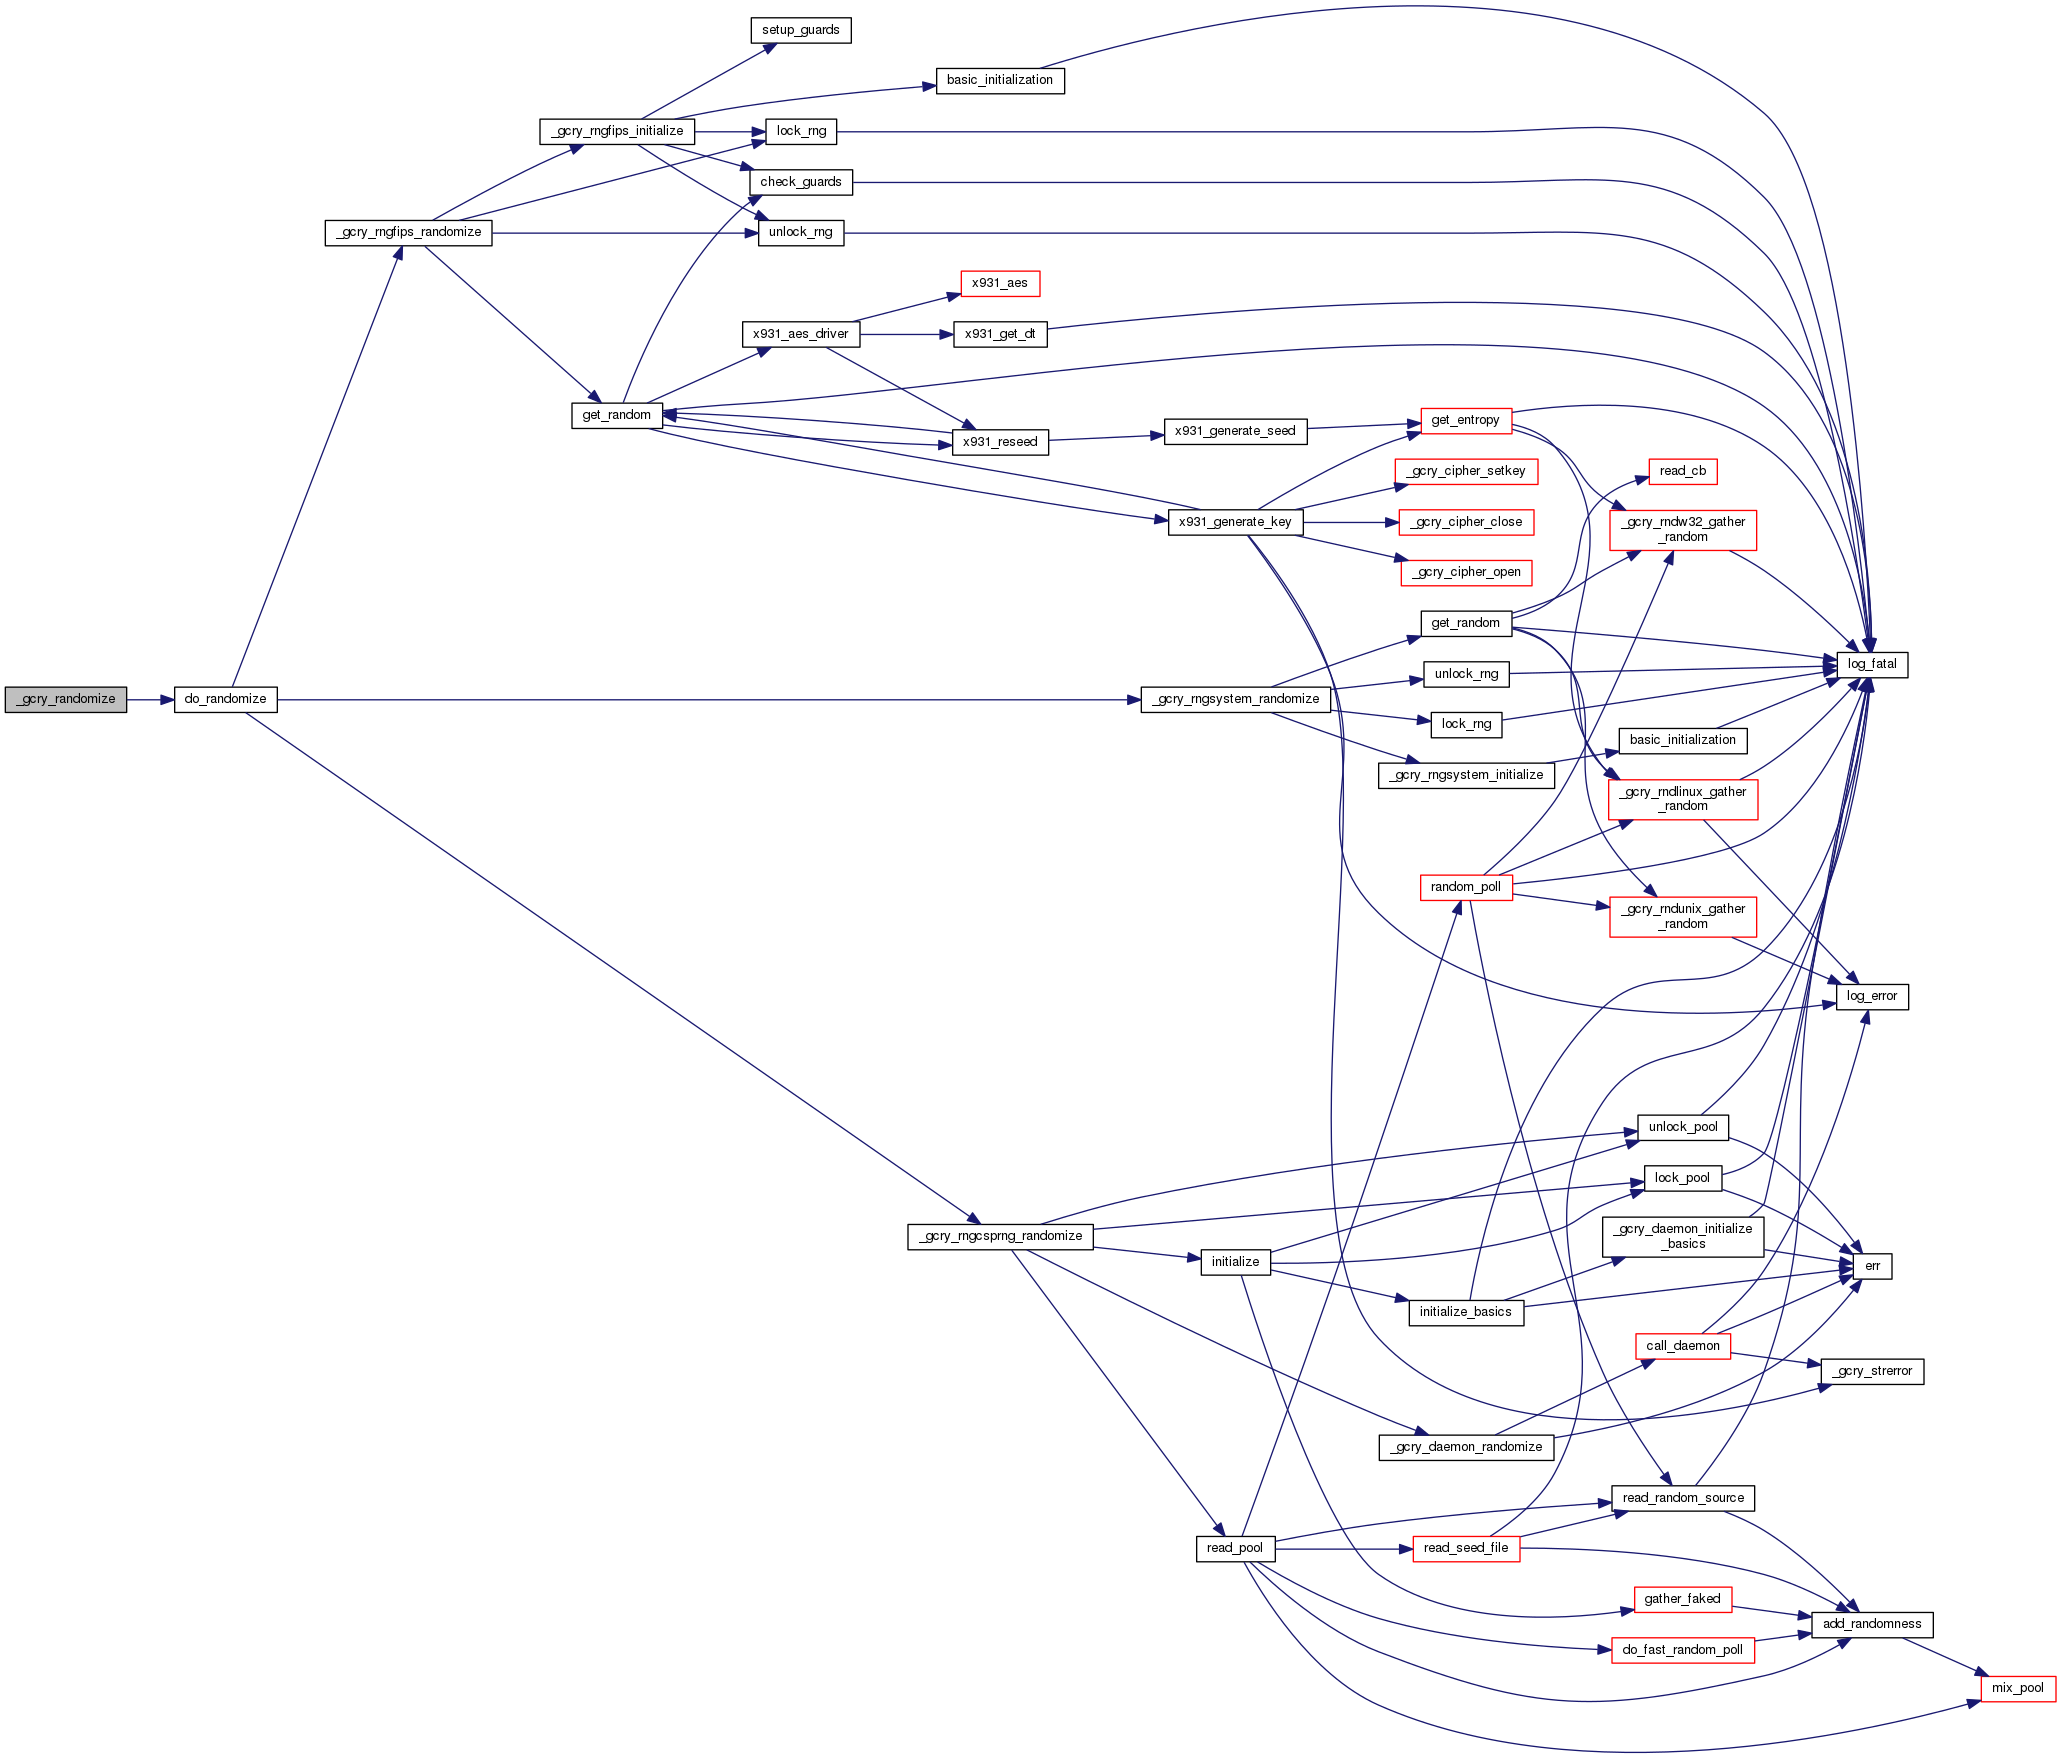 setup_guards
basic_initialization
_gcry_rngfips_initialize
lock_rng
check_guards
_gcry_rngfips_randomize
unlock_rng
x931_aes
x931_aes_driver
x931_get_dt
get_random
x931_reseed
x931_generate_seed
get_entropy
_gcry_cipher_setkey
read_cb
x931_generate_key
_gcry_cipher_close
_gcry_rndw32_gather
_random
_gcry_cipher_open
get_random
log_fatal
unlock_rng
_gcry_randomize
do_randomize
_gcry_rngsystem_randomize
lock_rng
basic_initialization
_gcry_rngsystem_initialize
_gcry_rndlinux_gather
_random
random_poll
_gcry_rndunix_gather
_random
log_error
unlock_pool
lock_pool
_gcry_rngcsprng_randomize
_gcry_daemon_initialize
_basics
initialize
err
initialize_basics
call_daemon
_gcry_strerror
_gcry_daemon_randomize
read_random_source
read_pool
read_seed_file
gather_faked
add_randomness
do_fast_random_poll
mix_pool